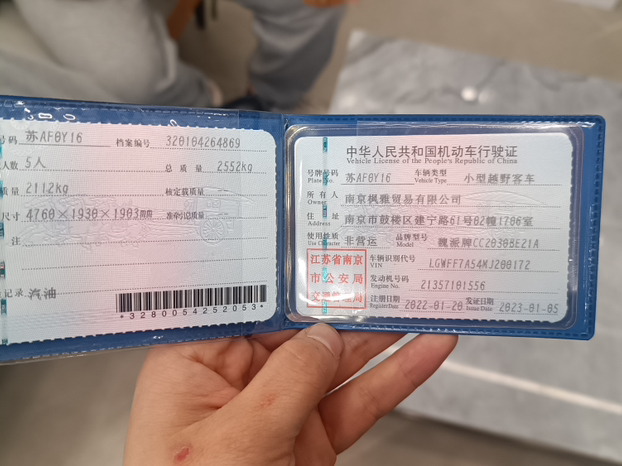 号码 苏AF0Y16 档案编号 320104264869
人数 5人 总质量 2552kg
质量 2112kg 核定载质量
尺寸 4760×1930×1903mm 准牵引总质量
注
记录 汽油
*3280054252053*
中华人民共和国机动车行驶证
Vehicle License of the People's Republic of China
号牌号码 苏AF0Y16 车辆类型 小型越野客车
Plate No. Vehicle Type
所有人 南京枫雅贸易有限公司
Owner
住址 南京市鼓楼区建宁路61号02幢1706室
Address
使用性质 非营运 品牌型号 魏派牌CC2030BE21A
Use Character Model
江苏省南京
市公安局
交通管理局
车辆识别代号 LGWFF7A54MJ200172
VIN
发动机号码 21357101556
Engine No.
注册日期 2022-01-20 发证日期 2023-01-05
Register Date Issue Date